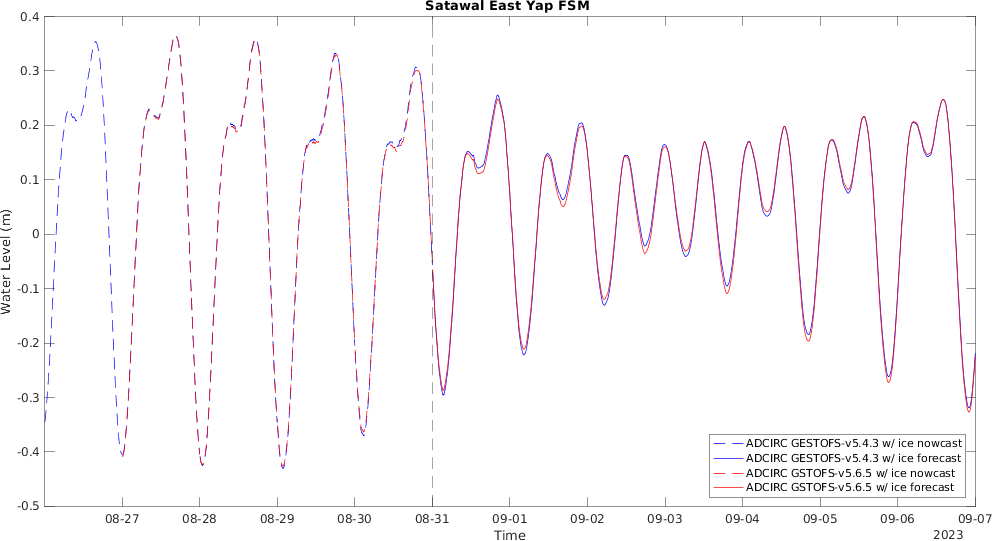 Satawal East Yap FSM
0.4
0.3
0.2
0.1
0
-0.1
-0.2
-0.3
-0.4
-0.5
Water Level (m)
ADCIRC GESTOFS-v5.4.3 w/ ice nowcast
ADCIRC GESTOFS-v5.4.3 w/ ice forecast
ADCIRC GSTOFS-v5.6.5 w/ ice nowcast
ADCIRC GSTOFS-v5.6.5 w/ ice forecast
08-27 08-28 08-29 08-30 08-31 09-01 09-02 09-03 09-04 09-05 09-06 09-07
Time
2023